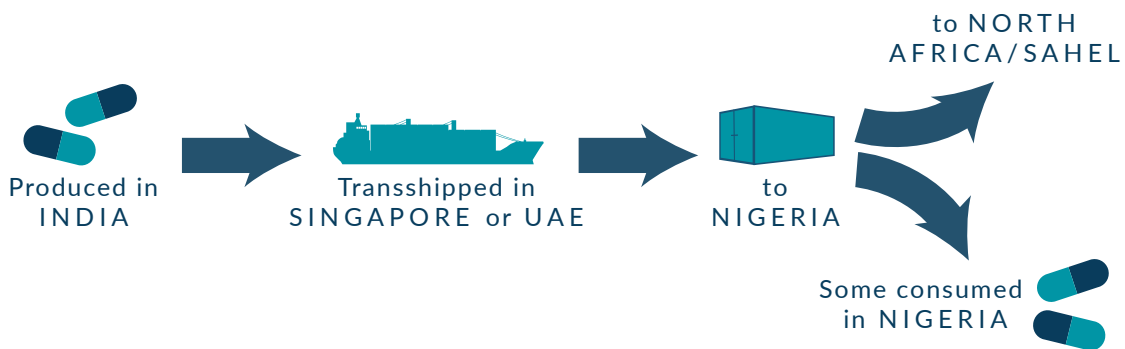 Produced in
INDIA
Transshipped in
SINGAPORE or UAE
to
NIGERIA
to NORTH
AFRICA/SAHEL
Some consumed
in NIGERIA